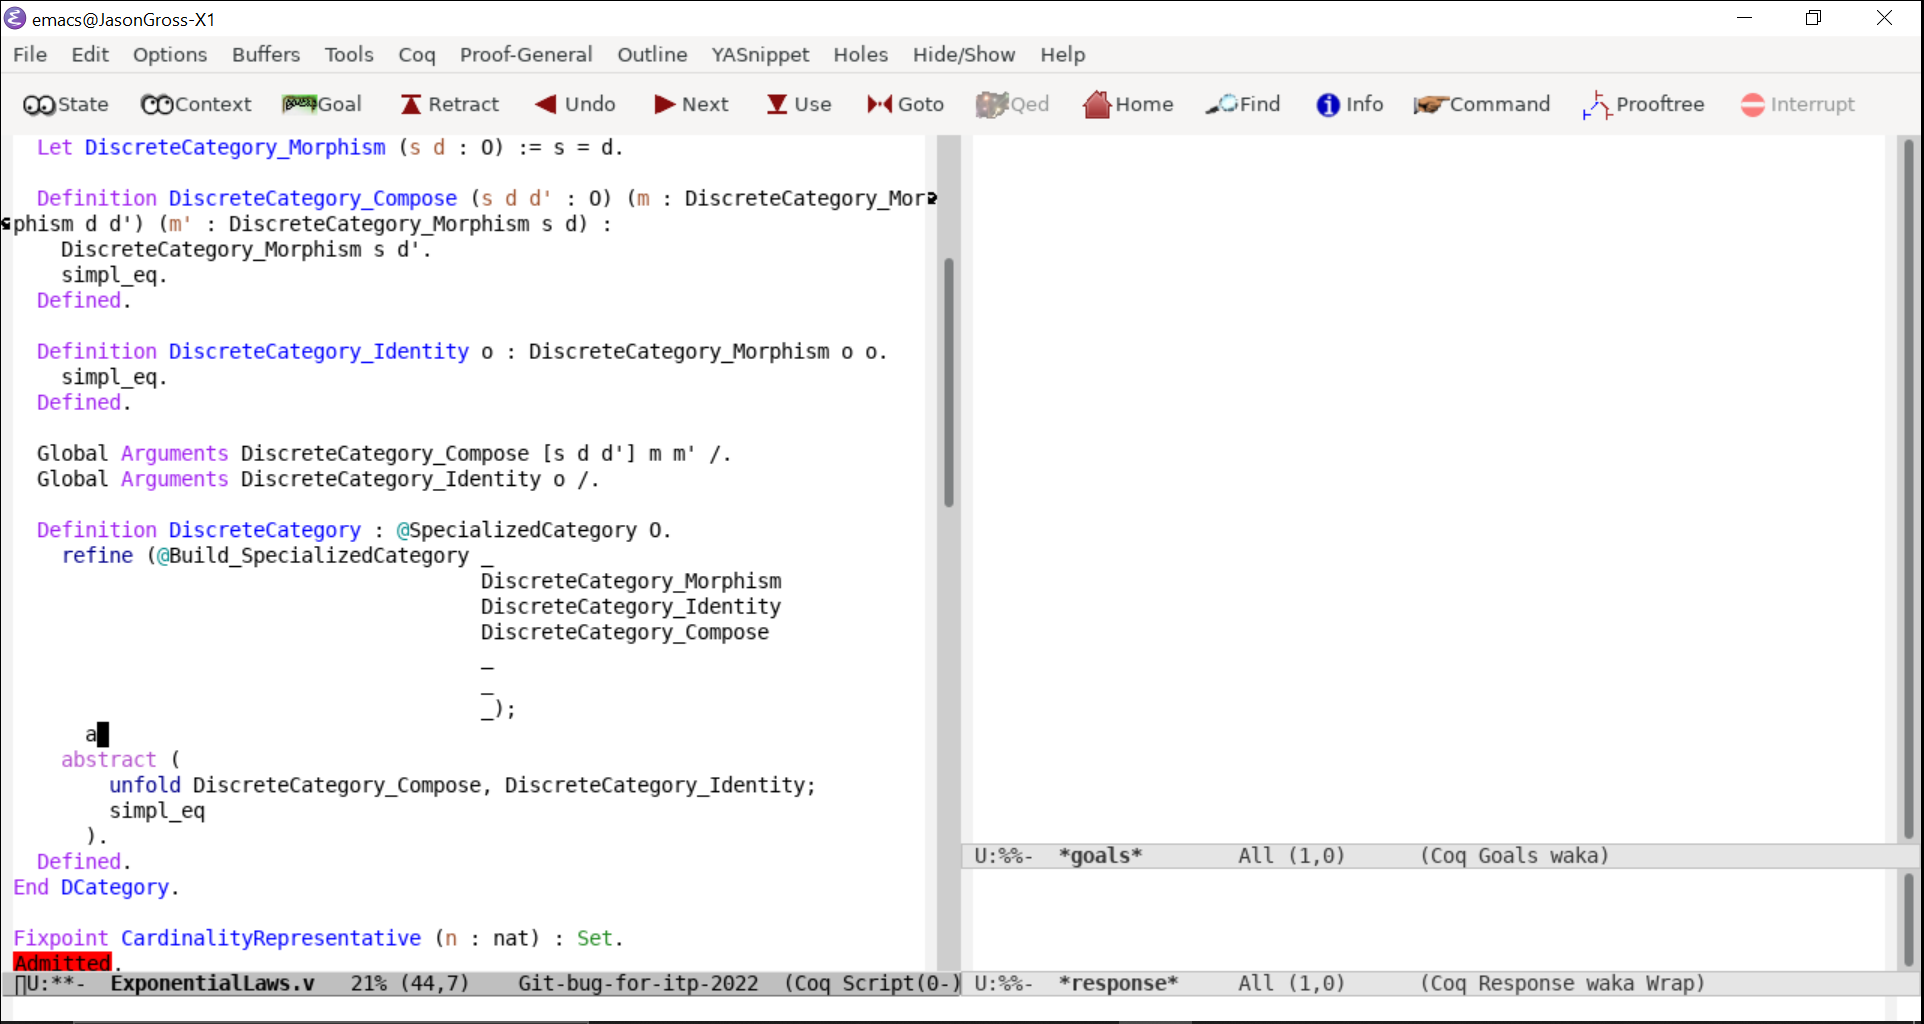 emacs@JasonGross-X1
File Edit Options Buffers Tools Coq Proof-General Outline YASnippet Holes Hide/Show Help
State Context Goal Retract Undo Next Use Goto Qed Home Find Info Command Prooftree Interrupt
Let DiscreteCategory_Morphism (s d : O) := s = d.
Definition DiscreteCategory_Compose (s d d' : O) (m : DiscreteCategory_Mor
phism d d') (m' : DiscreteCategory_Morphism s d) :
DiscreteCategory_Morphism s d'.
simpl_eq.
Defined.
Definition DiscreteCategory_Identity o : DiscreteCategory_Morphism o o.
simpl_eq.
Defined.
Global Arguments DiscreteCategory_Compose [s d d'] m m' /.
Global Arguments DiscreteCategory_Identity o /.
Definition DiscreteCategory : @SpecializedCategory O.
refine (@Build_SpecializedCategory _
DiscreteCategory_Morphism
DiscreteCategory_Identity
DiscreteCategory_Compose
_
_
_);
a
abstract (
unfold DiscreteCategory_Compose, DiscreteCategory_Identity;
simpl_eq
).
Defined.
End DCategory.
Fixpoint CardinalityRepresentative (n : nat) : Set.
Admitted.
U:**- ExponentialLaws.v 21% (44,7) Git-bug-for-itp-2022 (Coq Script(0-)
U:%%- *goals* All (1,0) (Coq Goals waka)
U:%%- *response* All (1,0) (Coq Response waka Wrap)